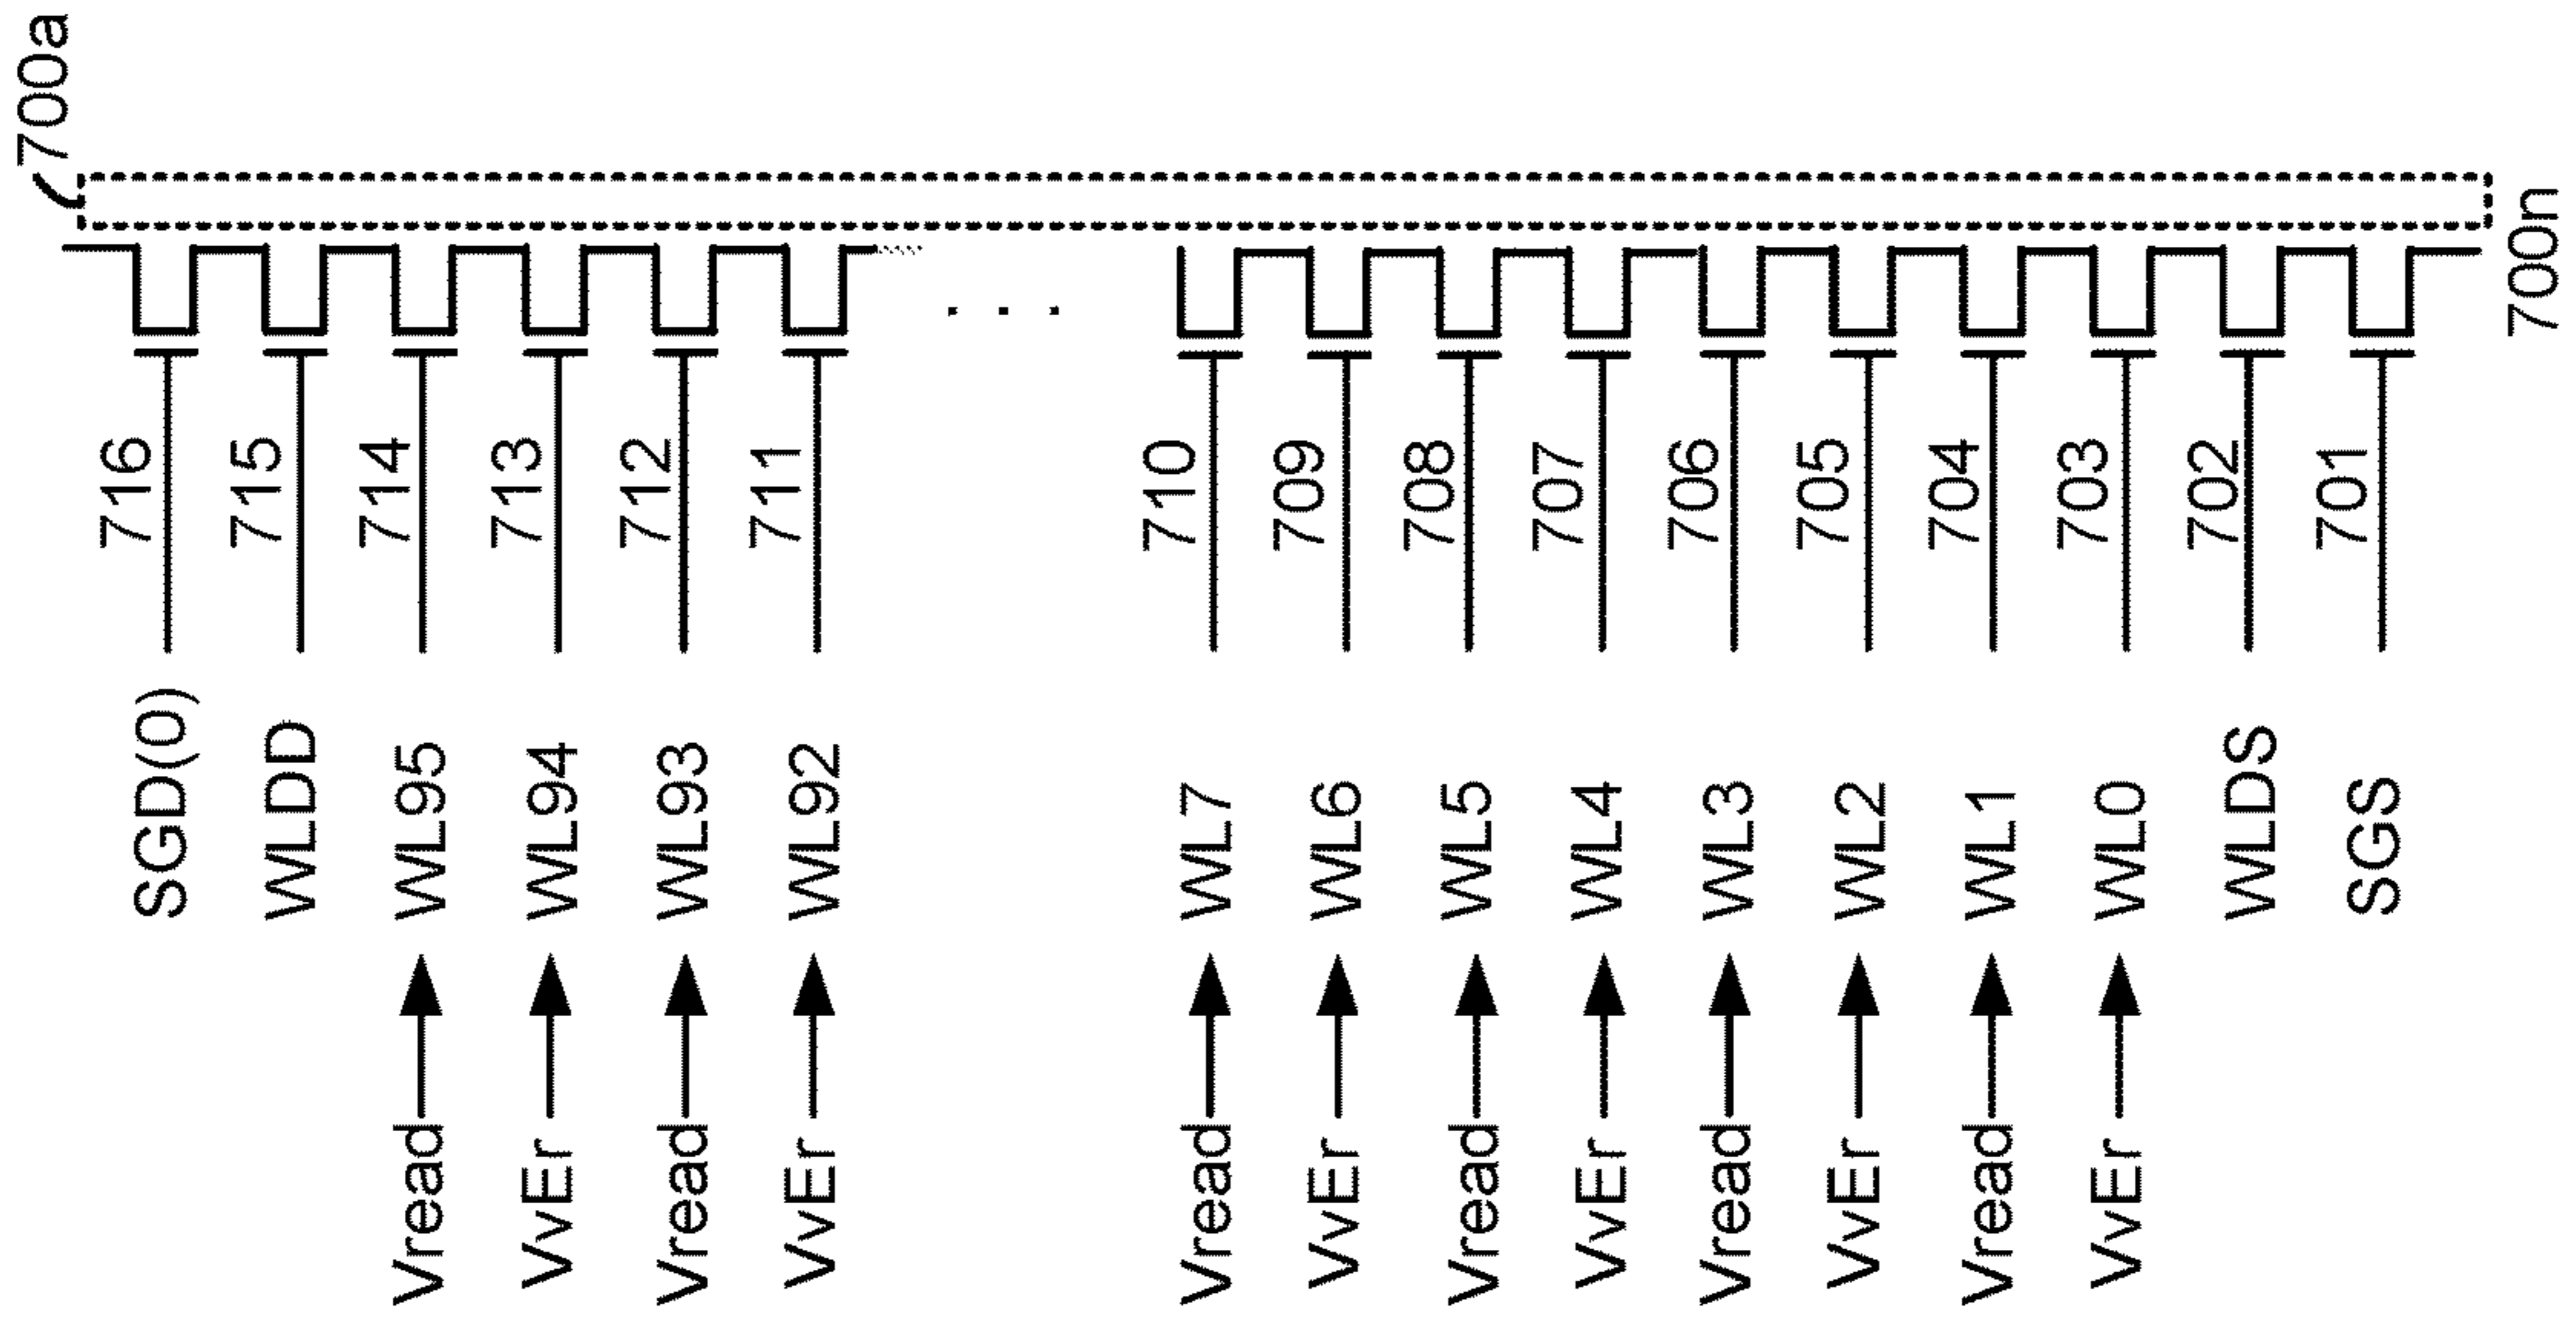 700a
716
SGD(0)
715
WLDD
714
WL95
Vread
713
WL94
VvEr
712
WL93
Vread
711
WL92
VvEr
. . .
710
WL7
Vread
709
WL6
VvEr
708
WL5
Vread
707
WL4
VvEr
706
WL3
Vread
705
WL2
VvEr
704
WL1
Vread
703
WL0
VvEr
702
WLDS
701
SGS
700n